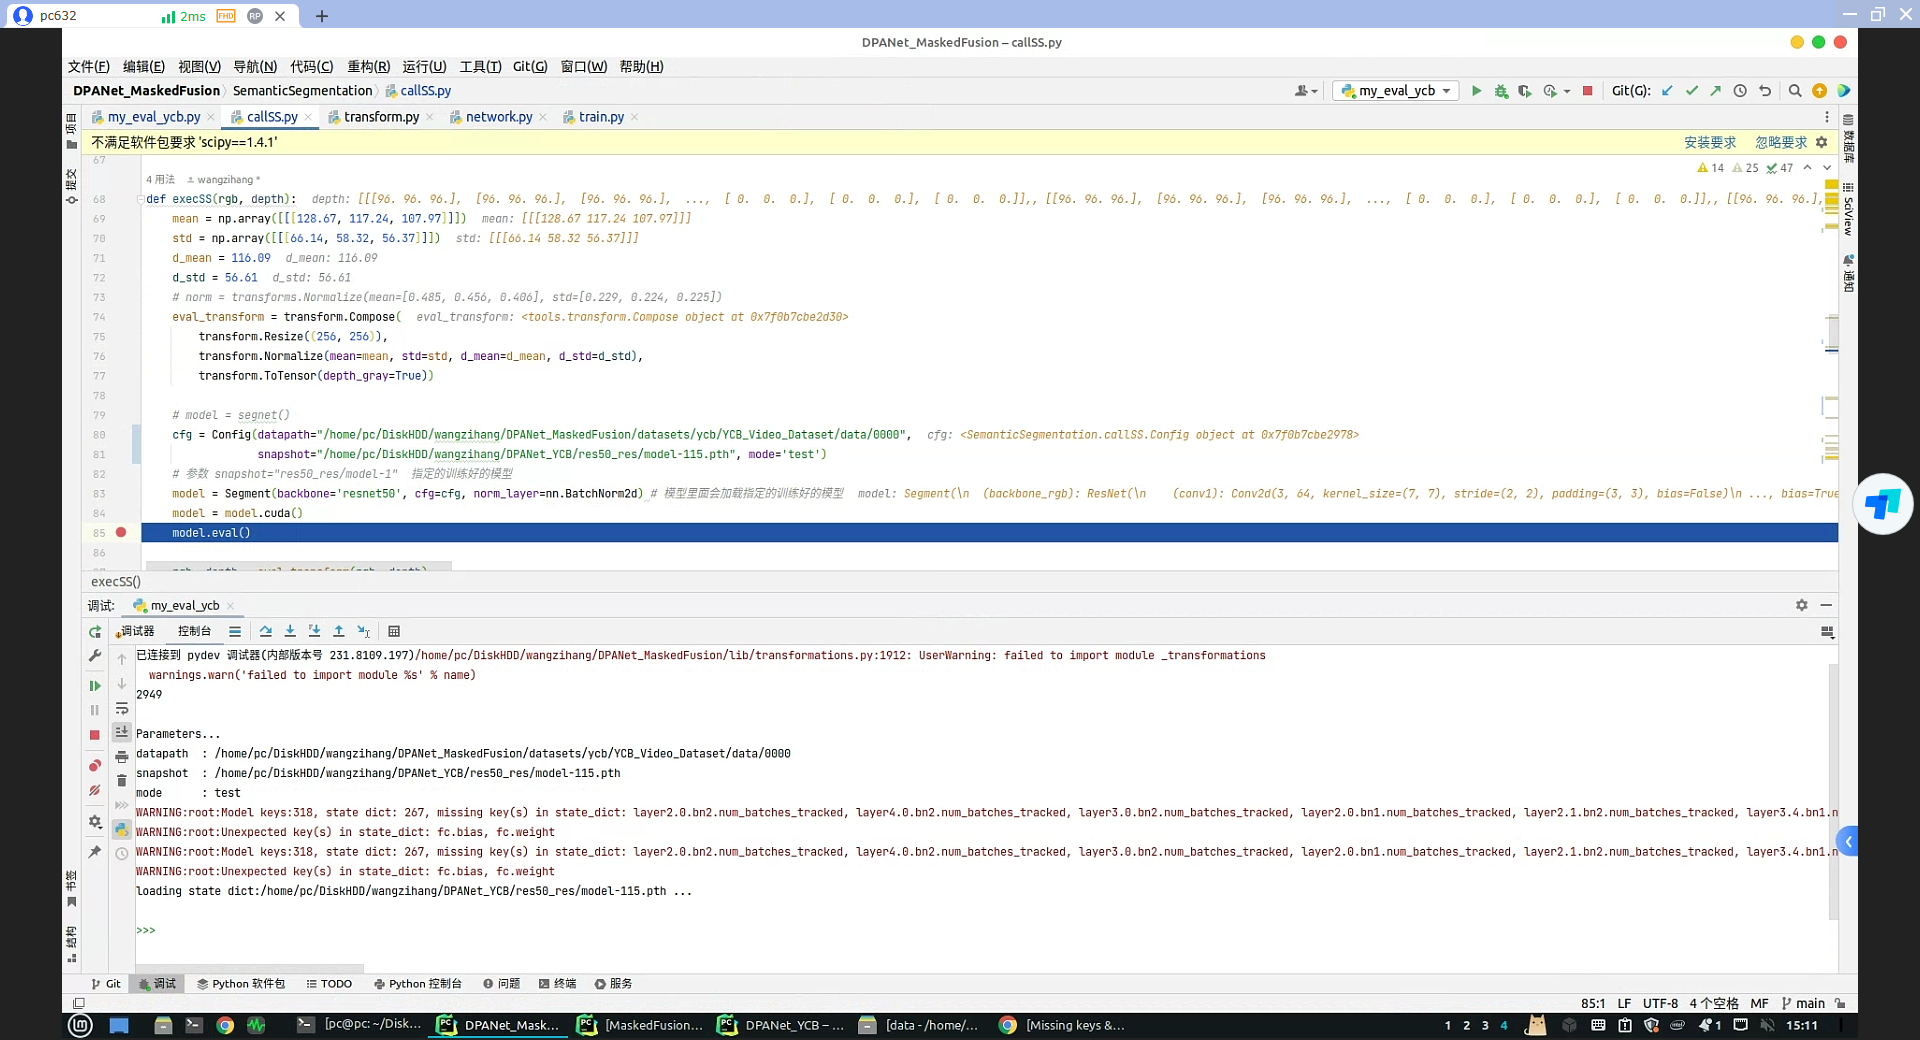 pc632 2ms FHD RP
DPANet_MaskedFusion – callSS.py
文件(F) 编辑(E) 视图(V) 导航(N) 代码(C) 重构(R) 运行(U) 工具(T) Git(G) 窗口(W) 帮助(H)
DPANet_MaskedFusion SemanticSegmentation callSS.py my_eval_ycb Git(G):
my_eval_ycb.py callSS.py transform.py network.py train.py
不满足软件包要求 'scipy==1.4.1' 安装要求 忽略要求
项目
提交
数据库
SciView
通知
14 25 47
67
4 用法 wangzihang *
68 def execSS(rgb, depth): depth: [[[96. 96. 96.], [96. 96. 96.], [96. 96. 96.], ..., [ 0. 0. 0.], [ 0. 0. 0.], [ 0. 0. 0.]],, [[96. 96. 96.], [96. 96. 96.], [96. 96. 96.], ..., [ 0. 0. 0.], [ 0. 0. 0.], [ 0. 0. 0.]],, [[96. 96. 96.],
69 mean = np.array([[[128.67, 117.24, 107.97]]]) mean: [[[128.67 117.24 107.97]]]
70 std = np.array([[[66.14, 58.32, 56.37]]]) std: [[[66.14 58.32 56.37]]]
71 d_mean = 116.09 d_mean: 116.09
72 d_std = 56.61 d_std: 56.61
73 # norm = transforms.Normalize(mean=[0.485, 0.456, 0.406], std=[0.229, 0.224, 0.225])
74 eval_transform = transform.Compose( eval_transform: <tools.transform.Compose object at 0x7f0b7cbe2d30>
75 transform.Resize((256, 256)),
76 transform.Normalize(mean=mean, std=std, d_mean=d_mean, d_std=d_std),
77 transform.ToTensor(depth_gray=True))
78
79 # model = segnet()
80 cfg = Config(datapath="/home/pc/DiskHDD/wangzihang/DPANet_MaskedFusion/datasets/ycb/YCB_Video_Dataset/data/0000", cfg: <SemanticSegmentation.callSS.Config object at 0x7f0b7cbe2978>
81 snapshot="/home/pc/DiskHDD/wangzihang/DPANet_YCB/res50_res/model-115.pth", mode='test')
82 # 参数 snapshot="res50_res/model-1" 指定的训练好的模型
83 model = Segment(backbone='resnet50', cfg=cfg, norm_layer=nn.BatchNorm2d) # 模型里面会加载指定的训练好的模型 model: Segment(\n (backbone_rgb): ResNet(\n (conv1): Conv2d(3, 64, kernel_size=(7, 7), stride=(2, 2), padding=(3, 3), bias=False)\n ..., bias=True
84 model = model.cuda()
85 model.eval()
86
execSS()
调试: my_eval_ycb
调试器 控制台
已连接到 pydev 调试器(内部版本号 231.8109.197)/home/pc/DiskHDD/wangzihang/DPANet_MaskedFusion/lib/transformations.py:1912: UserWarning: failed to import module _transformations
warnings.warn('failed to import module %s' % name)
2949
Parameters...
datapath : /home/pc/DiskHDD/wangzihang/DPANet_MaskedFusion/datasets/ycb/YCB_Video_Dataset/data/0000
snapshot : /home/pc/DiskHDD/wangzihang/DPANet_YCB/res50_res/model-115.pth
mode : test
WARNING:root:Model keys:318, state dict: 267, missing key(s) in state_dict: layer2.0.bn2.num_batches_tracked, layer4.0.bn2.num_batches_tracked, layer3.0.bn2.num_batches_tracked, layer2.0.bn1.num_batches_tracked, layer2.1.bn2.num_batches_tracked, layer3.4.bn1.n
WARNING:root:Unexpected key(s) in state_dict: fc.bias, fc.weight
WARNING:root:Model keys:318, state dict: 267, missing key(s) in state_dict: layer2.0.bn2.num_batches_tracked, layer4.0.bn2.num_batches_tracked, layer3.0.bn2.num_batches_tracked, layer2.0.bn1.num_batches_tracked, layer2.1.bn2.num_batches_tracked, layer3.4.bn1.n
WARNING:root:Unexpected key(s) in state_dict: fc.bias, fc.weight
loading state dict:/home/pc/DiskHDD/wangzihang/DPANet_YCB/res50_res/model-115.pth ...
>>>
书签
结构
Git 调试 Python 软件包 TODO Python 控制台 问题 终端 服务
85:1 LF UTF-8 4 个空格 MF main
[pc@pc: ~/Disk... DPANet_Mask... [MaskedFusion... DPANet_YCB – ... [data - /home/... [Missing keys &... 1 2 3 4 1 15:11